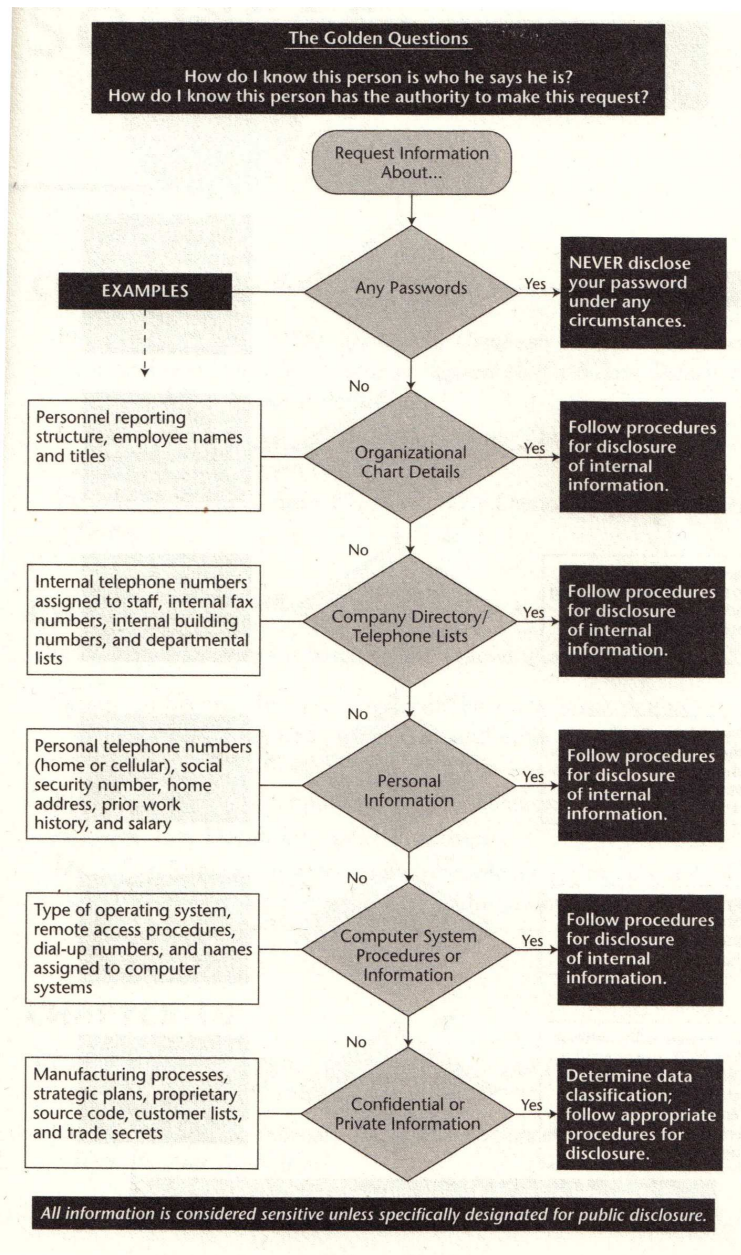 The Golden Questions
How do I know this person is who he says he is?
How do I know this person has the authority to make this request?
Request Information
About...
EXAMPLES
Any Passwords
Yes
NEVER disclose
your password
under any
circumstances.
No
Personnel reporting
structure, employee names
and titles
Organizational
Chart Details
Yes
Follow procedures
for disclosure
of internal
information.
No
Internal telephone numbers
assigned to staff, internal fax
numbers, internal building
numbers, and departmental
lists
Company Directory/
Telephone Lists
Yes
Follow procedures
for disclosure
of internal
information.
No
Personal telephone numbers
(home or cellular), social
security number, home
address, prior work
history, and salary
Personal
Information
Yes
Follow procedures
for disclosure
of internal
information.
No
Type of operating system,
remote access procedures,
dial-up numbers, and names
assigned to computer
systems
Computer System
Procedures or
Information
Yes
Follow procedures
for disclosure
of internal
information.
No
Manufacturing processes,
strategic plans, proprietary
source code, customer lists,
and trade secrets
Confidential or
Private Information
Yes
Determine data
classification;
follow appropriate
procedures for
disclosure.
All information is considered sensitive unless specifically designated for public disclosure.